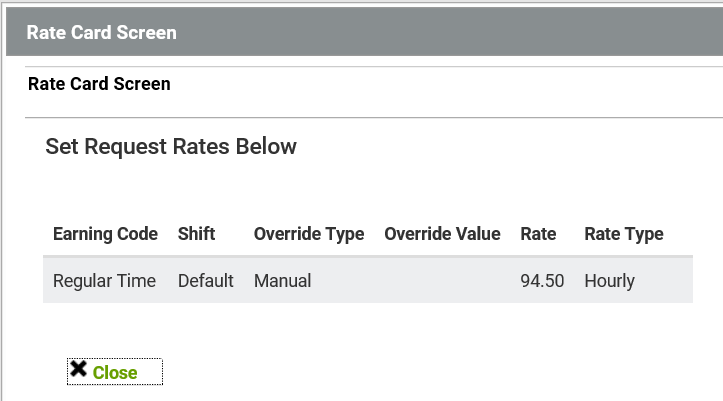 Rate Card Screen
Rate Card Screen
Set Request Rates Below
Earning Code Shift Override Type Override Value Rate Rate Type
Regular Time Default Manual 94.50 Hourly
Close